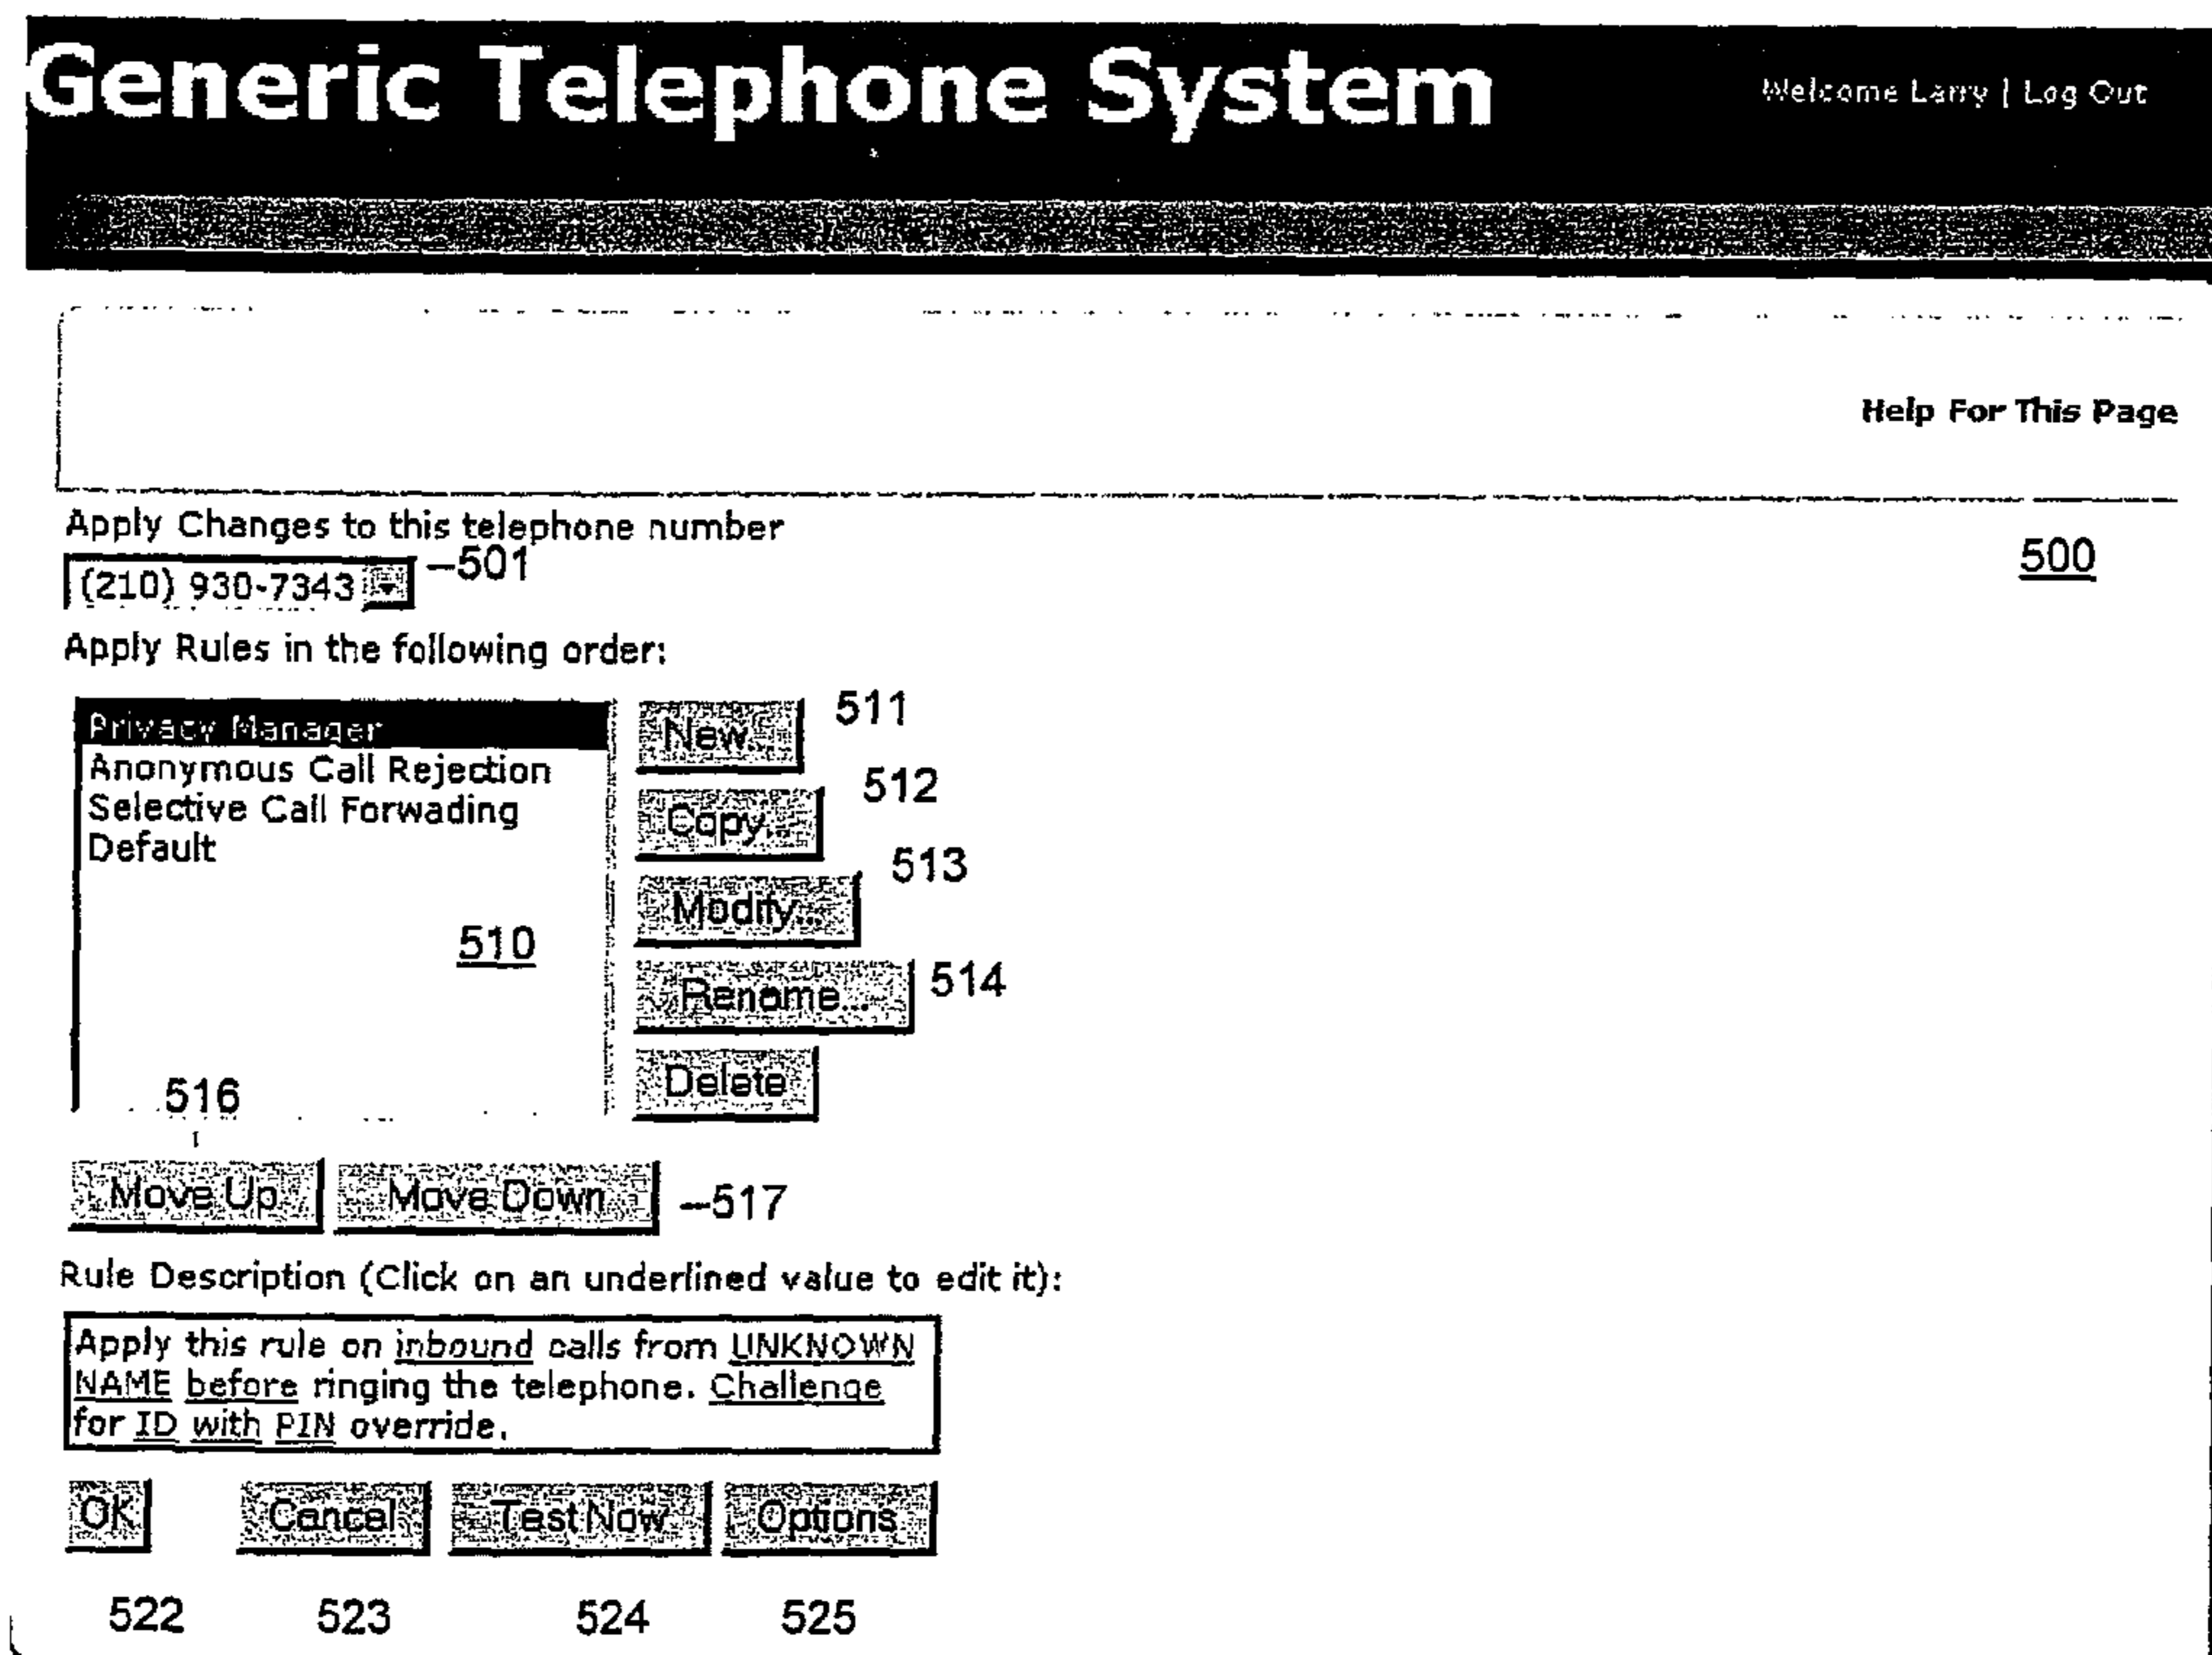 Generic Telephone System
Welcome Larry | Log Out
Help For This Page
Apply Changes to this telephone number
(210) 930-7343 –501
500
Apply Rules in the following order:
Privacy Manager
Anonymous Call Rejection
Selective Call Forwading
Default
510
New... 511
Copy... 512
Modify... 513
Rename... 514
Delete
516
Move Up Move Down –517
Rule Description (Click on an underlined value to edit it):
Apply this rule on inbound calls from UNKNOWN
NAME before ringing the telephone. Challenge
for ID with PIN override.
OK Cancel Test Now Options
522 523 524 525